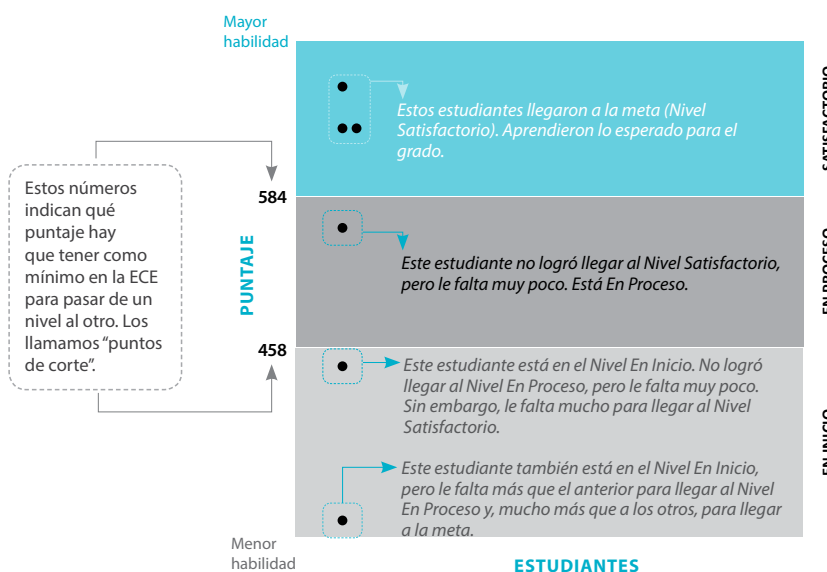 Mayor
habilidad
Estos estudiantes llegaron a la meta (Nivel
Satisfactorio). Aprendieron lo esperado para el
grado.
SATISFACTORIO
Estos números
indican qué
puntaje hay
que tener como
mínimo en la ECE
para pasar de un
nivel al otro. Los
llamamos “puntos
de corte”.
584
PUNTAJE
458
Este estudiante no logró llegar al Nivel Satisfactorio,
pero le falta muy poco. Está En Proceso.
EN PROCESO
Este estudiante está en el Nivel En Inicio. No logró
llegar al Nivel En Proceso, pero le falta muy poco.
Sin embargo, le falta mucho para llegar al Nivel
Satisfactorio.
EN INICIO
Este estudiante también está en el Nivel En Inicio,
pero le falta más que el anterior para llegar al Nivel
En Proceso y, mucho más que a los otros, para llegar
a la meta.
Menor
habilidad
ESTUDIANTES